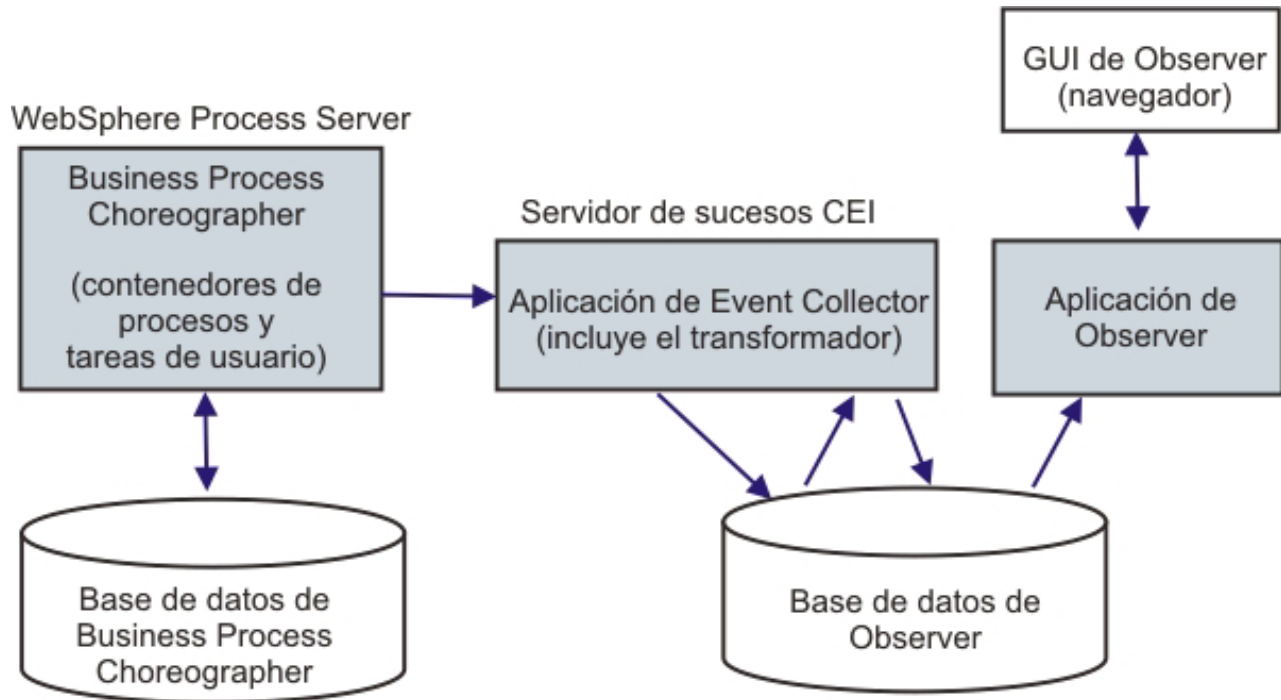 WebSphere Process Server
Business Process
Choreographer
(contenedores de
procesos y
tareas de usuario)
Base de datos de
Business Process
Choreographer
Servidor de sucesos CEI
Aplicación de Event Collector
(incluye el transformador)
Base de datos de
Observer
GUI de Observer
(navegador)
Aplicación de
Observer